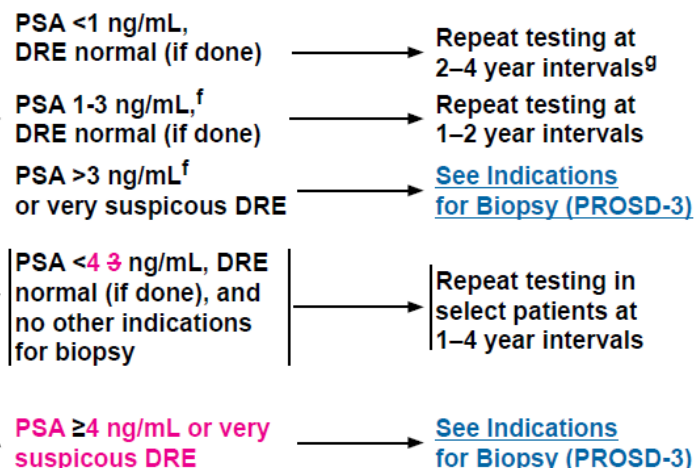 PSA <1 ng/mL,
DRE normal (if done)
Repeat testing at
2–4 year intervalsg
PSA 1-3 ng/mL,f
DRE normal (if done)
Repeat testing at
1–2 year intervals
PSA >3 ng/mLf
or very suspicous DRE
See Indications
for Biopsy (PROSD-3)
PSA <4 3 ng/mL, DRE
normal (if done), and
no other indications
for biopsy
Repeat testing in
select patients at
1–4 year intervals
PSA ≥4 ng/mL or very
suspicous DRE
See Indications
for Biopsy (PROSD-3)